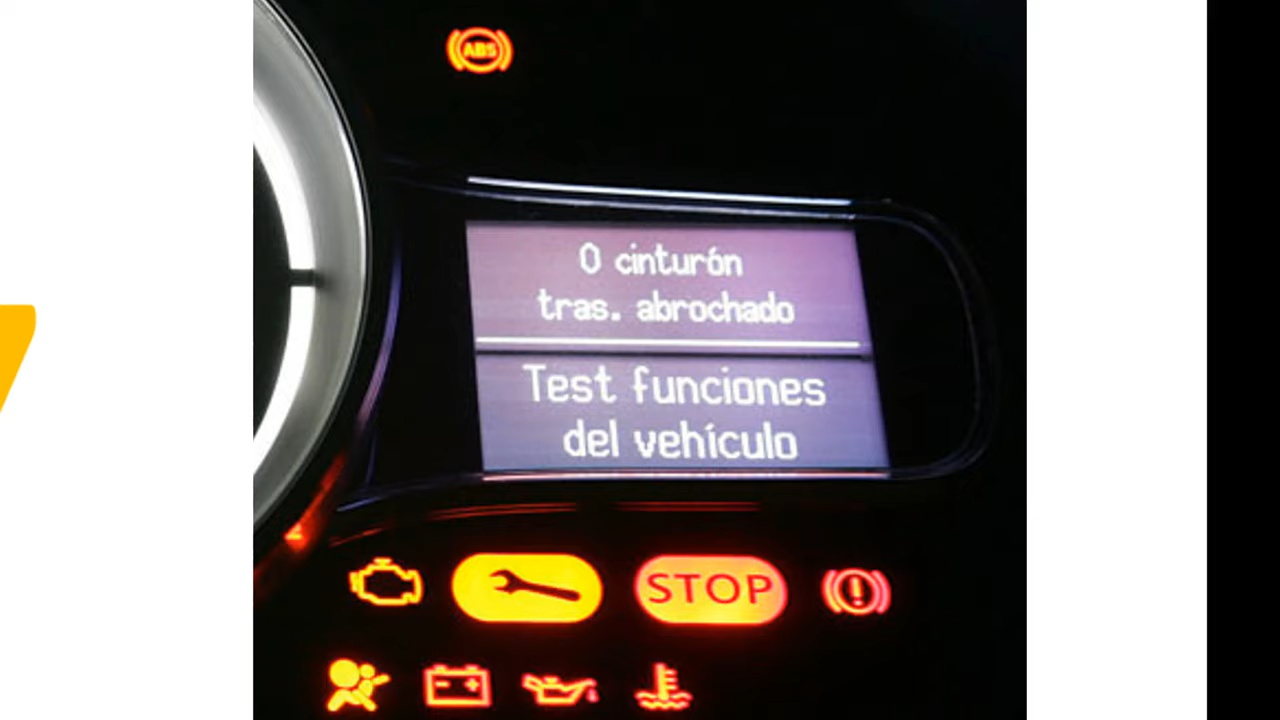 ABS
0 cinturón
tras. abrochado
Test funciones
del vehículo
STOP